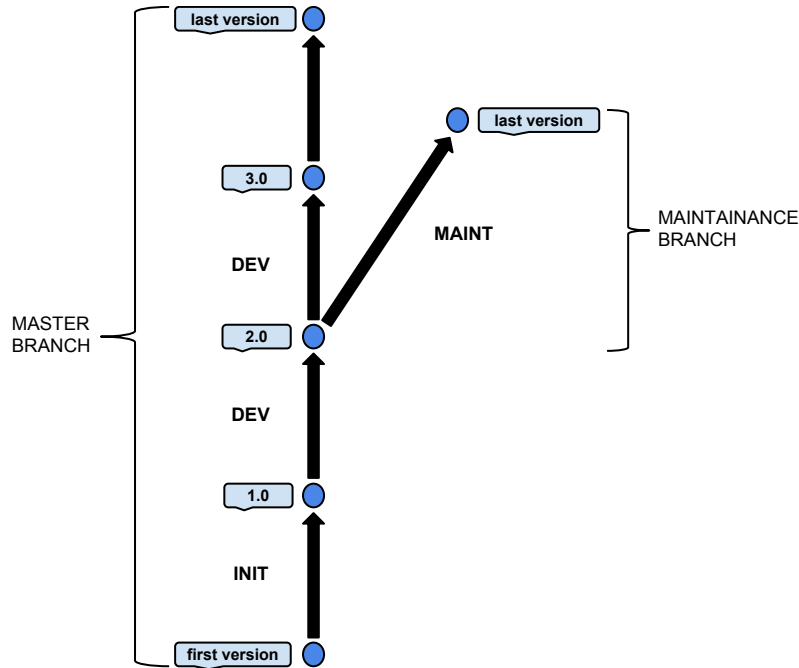 last version
last version
3.0
MAINT
MAINTAINANCE
BRANCH
DEV
MASTER
BRANCH
2.0
DEV
1.0
INIT
first version